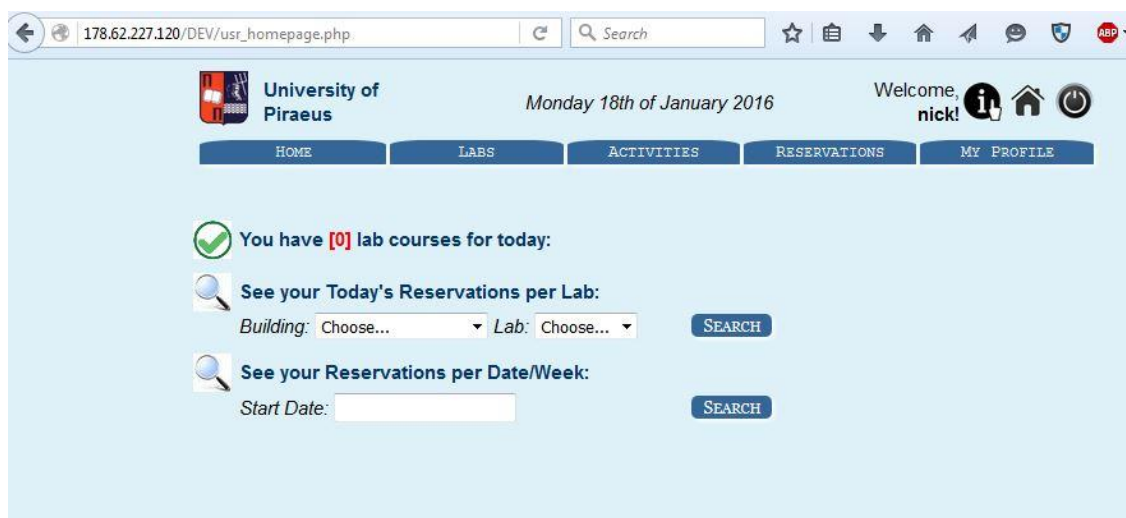 178.62.227.120/DEV/usr_homepage.php
Search
ABP
University of
Piraeus
Monday 18th of January 2016
Welcome,
nick!
HOME LABS ACTIVITIES RESERVATIONS MY PROFILE
You have [0] lab courses for today:
See your Today's Reservations per Lab:
Building: Choose... Lab: Choose... SEARCH
See your Reservations per Date/Week:
Start Date: SEARCH